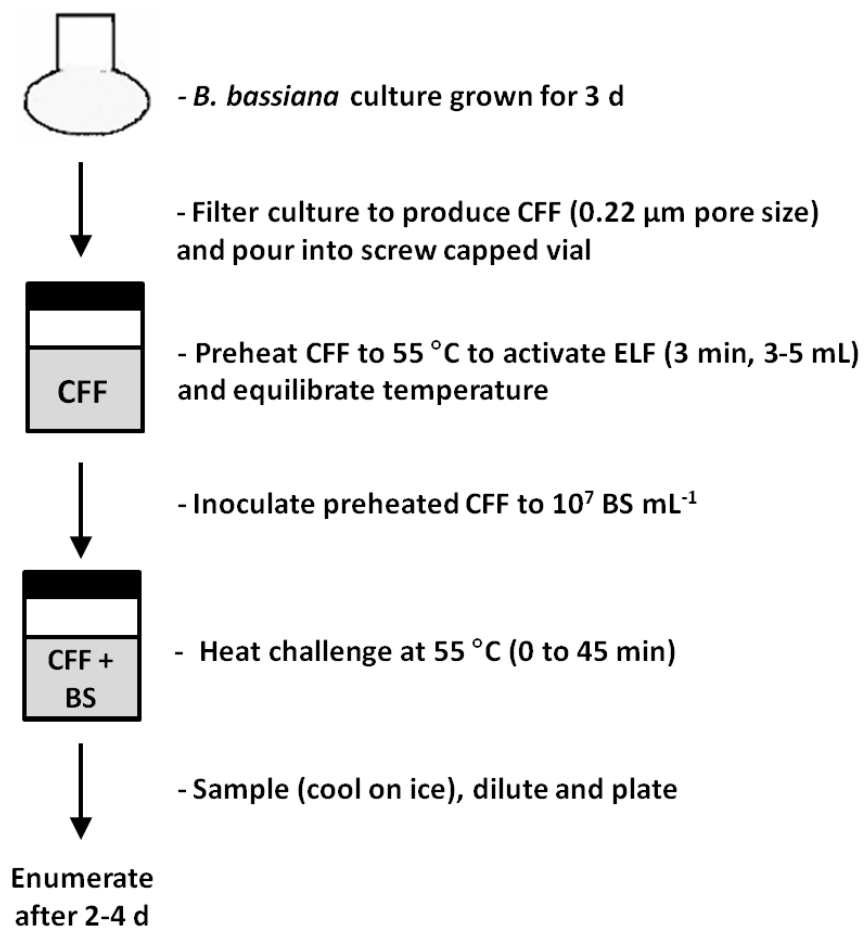 - B. bassiana culture grown for 3 d
- Filter culture to produce CFF (0.22 µm pore size)
and pour into screw capped vial
CFF
- Preheat CFF to 55 °C to activate ELF (3 min, 3-5 mL)
and equilibrate temperature
- Inoculate preheated CFF to 10⁷ BS mL⁻¹
CFF +
BS
- Heat challenge at 55 °C (0 to 45 min)
- Sample (cool on ice), dilute and plate
Enumerate
after 2-4 d